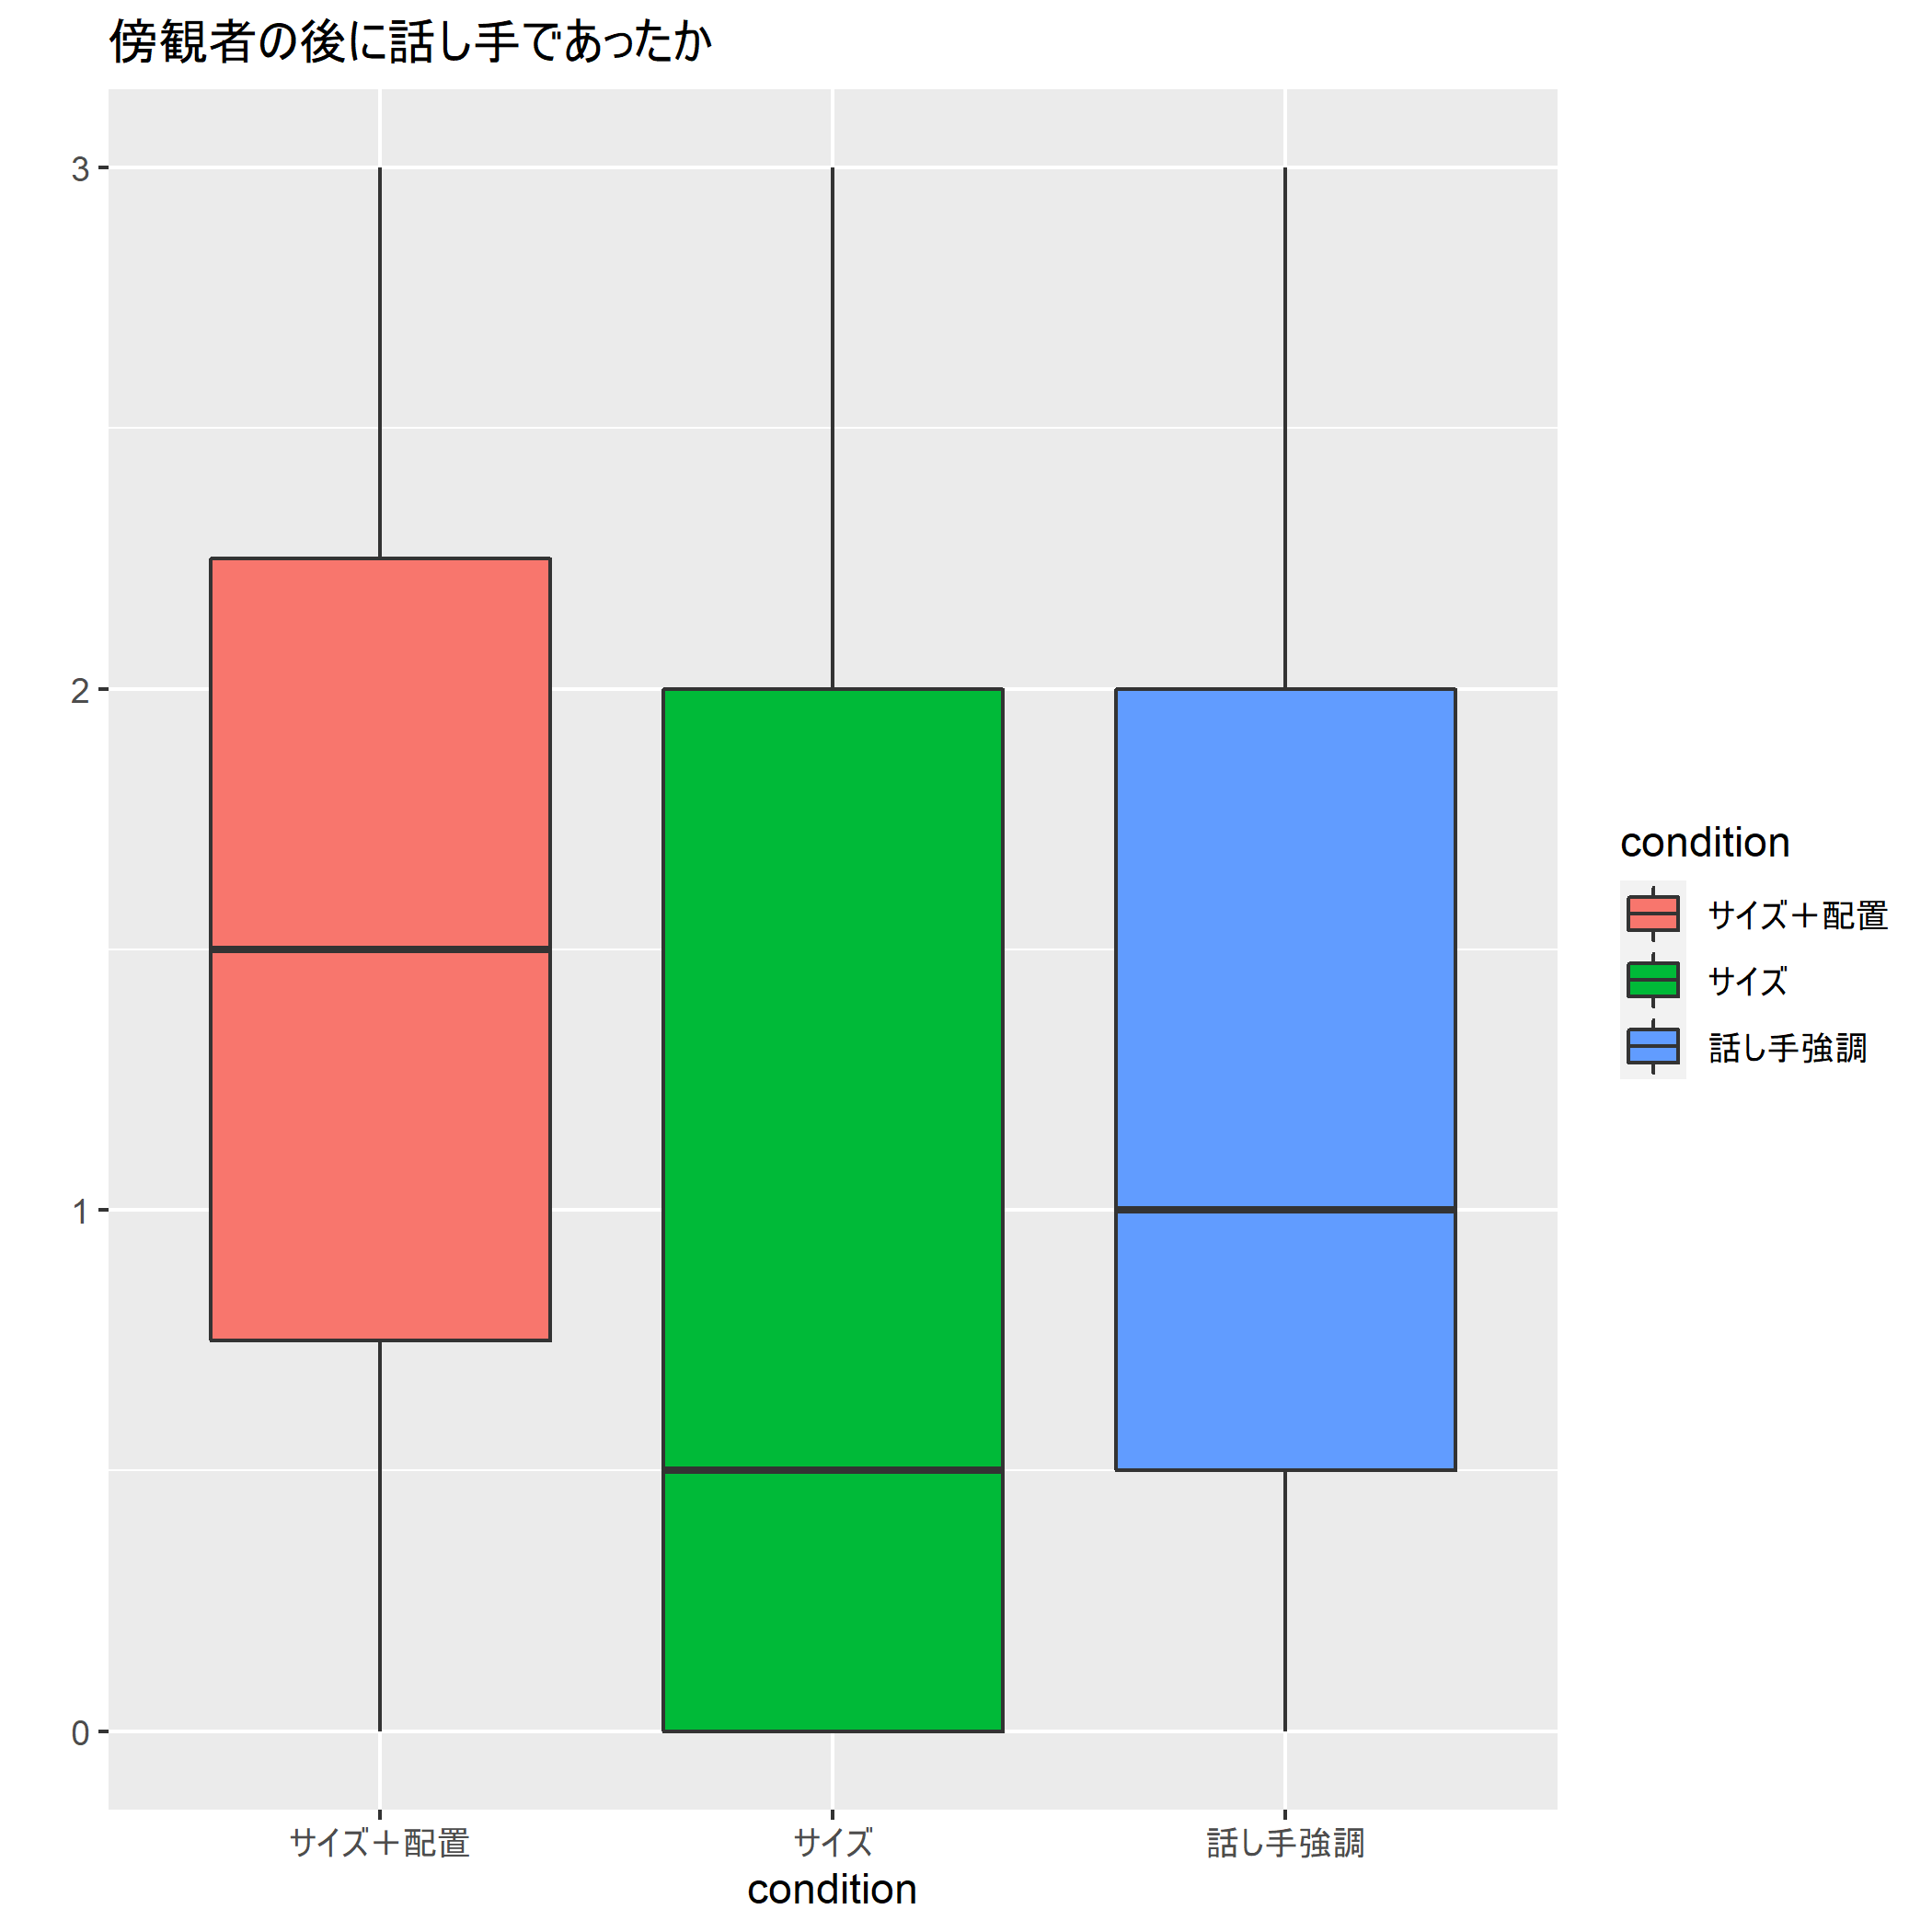 傍観者の後に話し手であったか
3
2
1
0
サイズ＋配置
サイズ
話し手強調
condition
condition
サイズ＋配置
サイズ
話し手強調